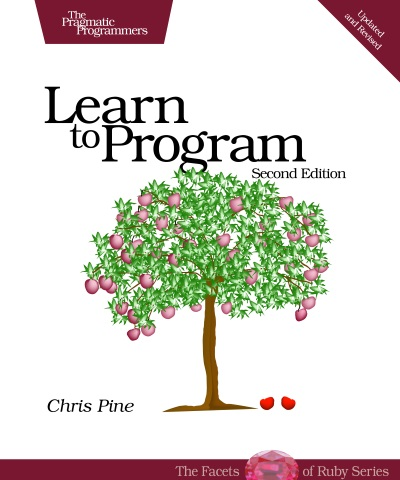 The
Pragmatic
Programmers
Updated
and Revised
Learn
to Program
Second Edition
Chris Pine
The Facets of Ruby Series